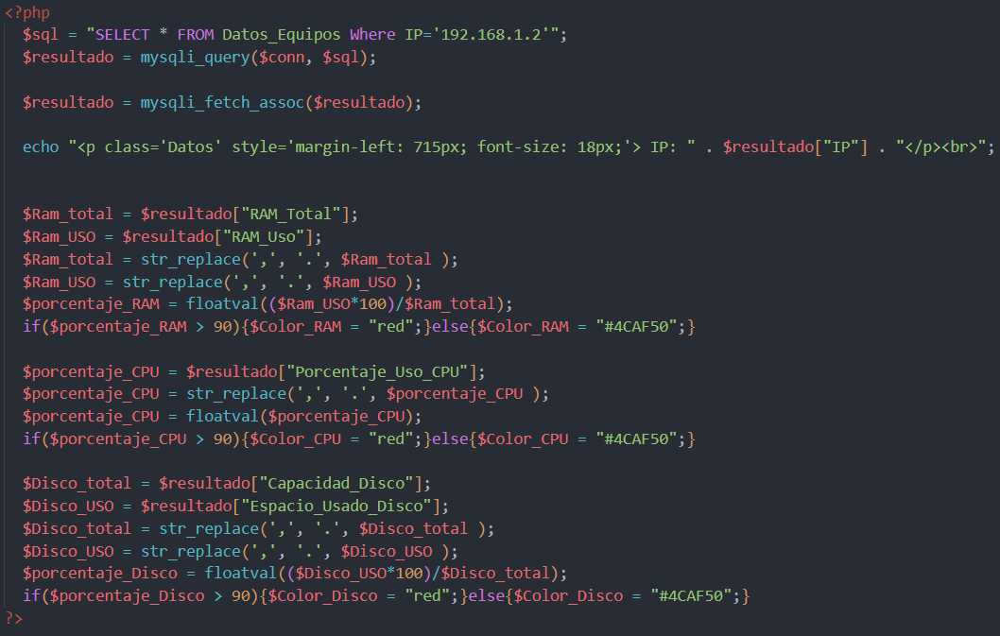 <?php
$sql = "SELECT * FROM Datos_Equipos Where IP='192.168.1.2'";
$resultado = mysqli_query($conn, $sql);
$resultado = mysqli_fetch_assoc($resultado);
echo "<p class='Datos' style='margin-left: 715px; font-size: 18px;'> IP: " . $resultado["IP"] . "</p><br>";
$Ram_total = $resultado["RAM_Total"];
$Ram_USO = $resultado["RAM_Uso"];
$Ram_total = str_replace(',', '.', $Ram_total );
$Ram_USO = str_replace(',', '.', $Ram_USO );
$porcentaje_RAM = floatval(($Ram_USO*100)/$Ram_total);
if($porcentaje_RAM > 90){$Color_RAM = "red";}else{$Color_RAM = "#4CAF50";}
$porcentaje_CPU = $resultado["Porcentaje_Uso_CPU"];
$porcentaje_CPU = str_replace(',', '.', $porcentaje_CPU );
$porcentaje_CPU = floatval($porcentaje_CPU);
if($porcentaje_CPU > 90){$Color_CPU = "red";}else{$Color_CPU = "#4CAF50";}
$Disco_total = $resultado["Capacidad_Disco"];
$Disco_USO = $resultado["Espacio_Usado_Disco"];
$Disco_total = str_replace(',', '.', $Disco_total );
$Disco_USO = str_replace(',', '.', $Disco_USO );
$porcentaje_Disco = floatval(($Disco_USO*100)/$Disco_total);
if($porcentaje_Disco > 90){$Color_Disco = "red";}else{$Color_Disco = "#4CAF50";}
?>